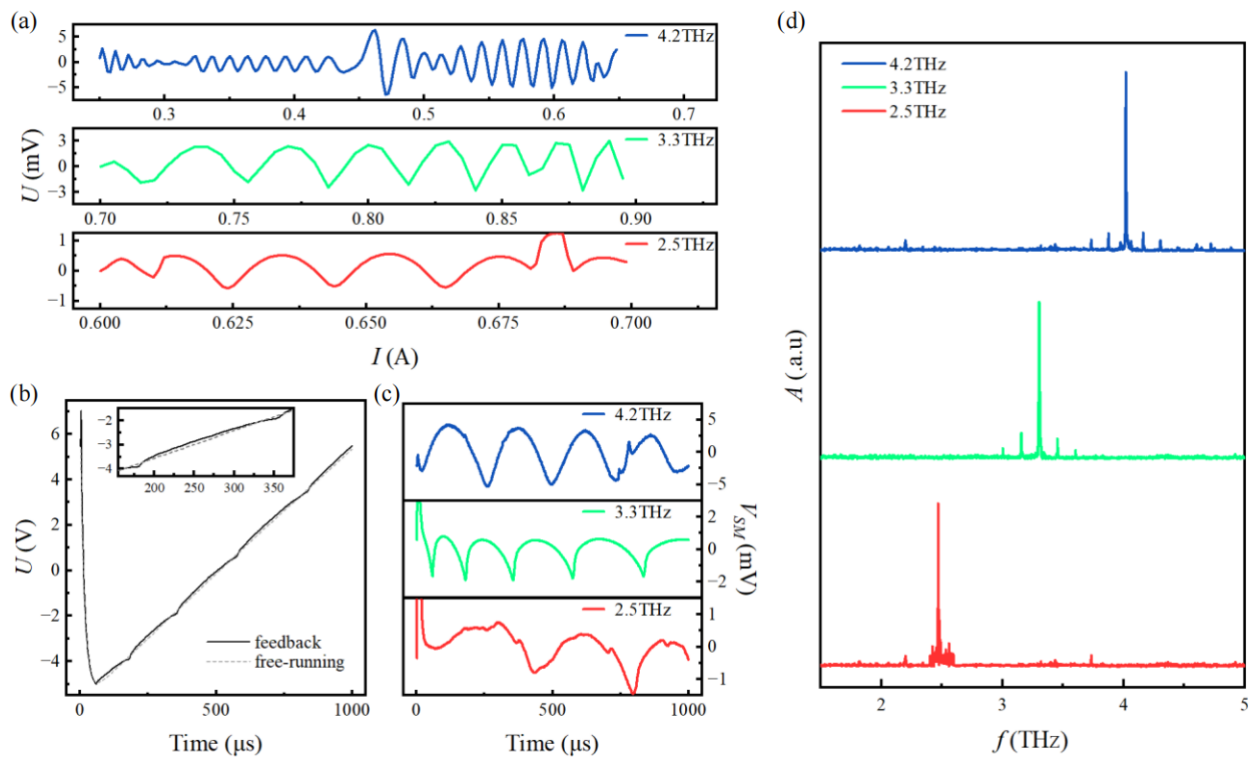 (a)
4.2THz
5
0
−5
0.3 0.4 0.5 0.6 0.7
3.3THz
3
0
−3
U (mV)
0.70 0.75 0.80 0.85 0.90
2.5THz
1
0
−1
0.600 0.625 0.650 0.675 0.700
I (A)
(b)
6
4
2
0
−2
−4
U (V)
−2
−3
−4
200 250 300 350
feedback
free-running
0 500 1000
Time (μs)
(c)
4.2THz
5
0
−5
3.3THz
2
0
−2
V_SM (mV)
2.5THz
1
0
−1
0 500 1000
Time (μs)
(d)
4.2THz
3.3THz
2.5THz
A (.a.u)
2 3 4 5
f (THz)